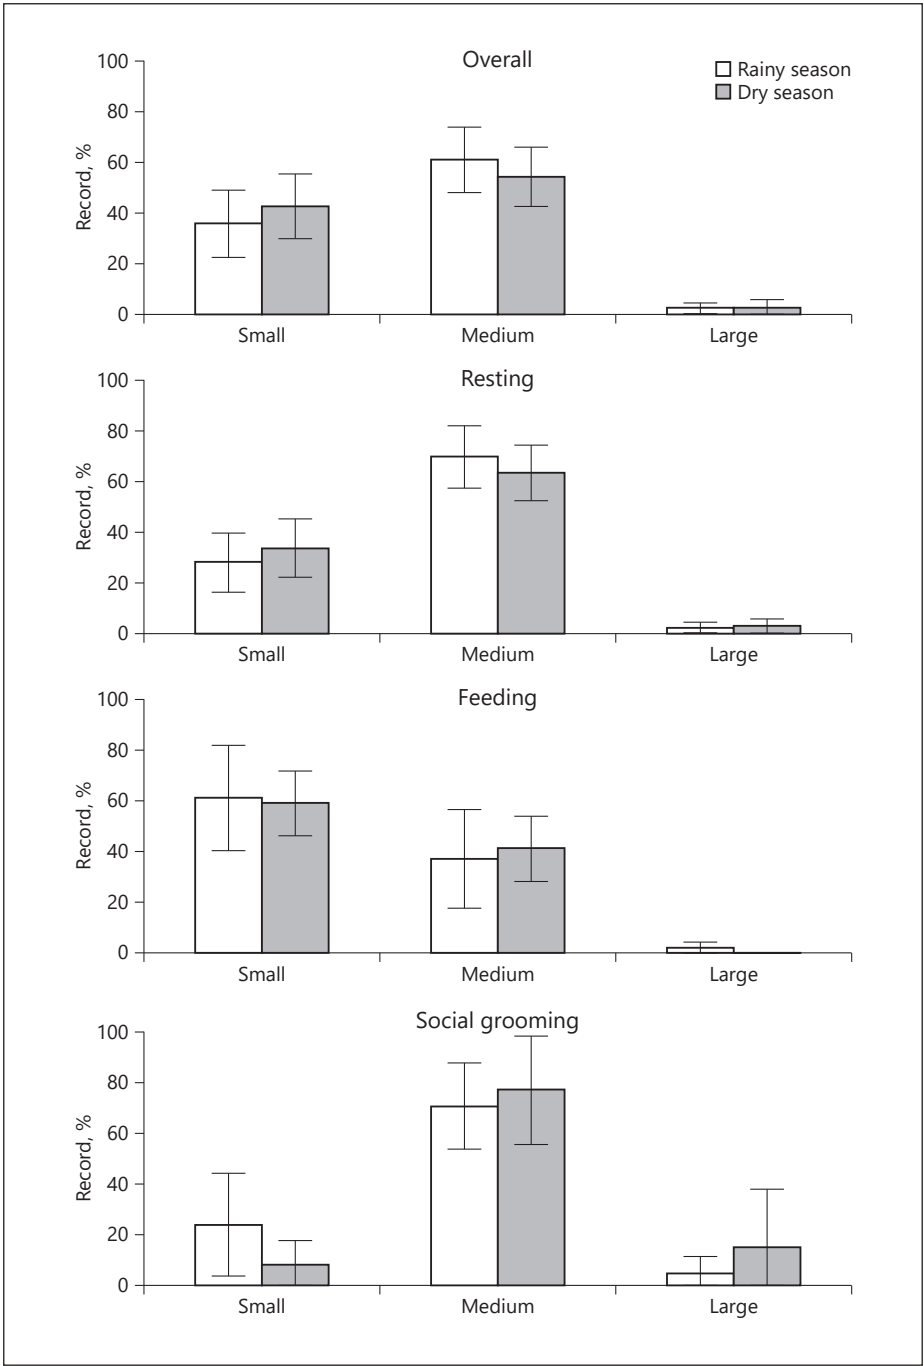 Overall
Rainy season
Dry season
Record, %
100
80
60
40
20
0
Small Medium Large
Resting
Record, %
100
80
60
40
20
0
Small Medium Large
Feeding
Record, %
100
80
60
40
20
0
Small Medium Large
Social grooming
Record, %
100
80
60
40
20
0
Small Medium Large